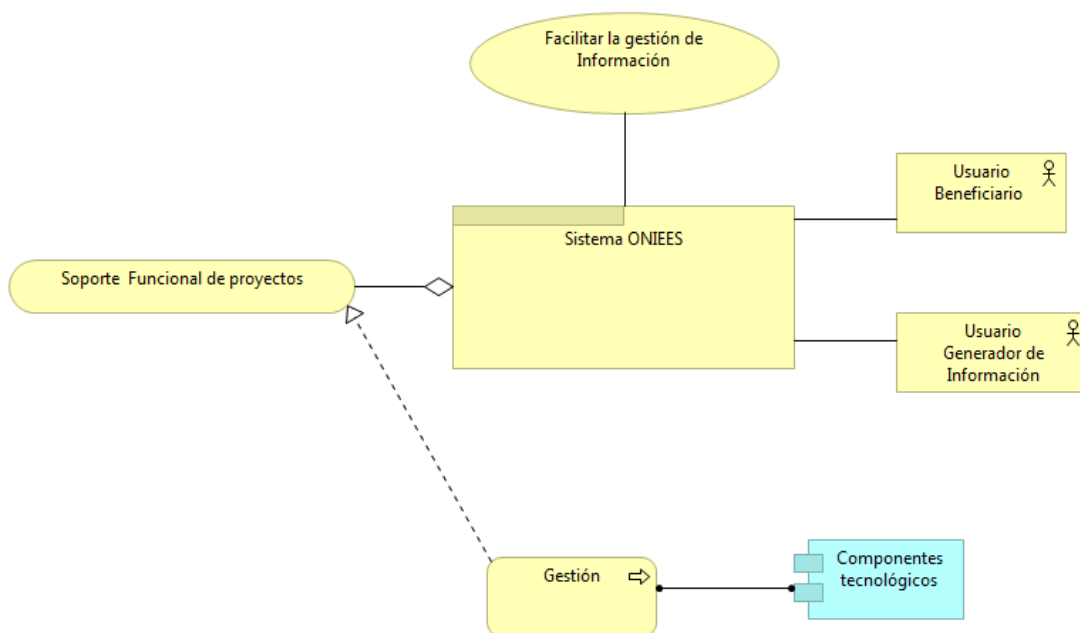 Facilitar la gestión de
Información
Usuario
Beneficiario
Sistema ONIEES
Soporte Funcional de proyectos
Usuario
Generador de
Información
Gestión
Componentes
tecnológicos